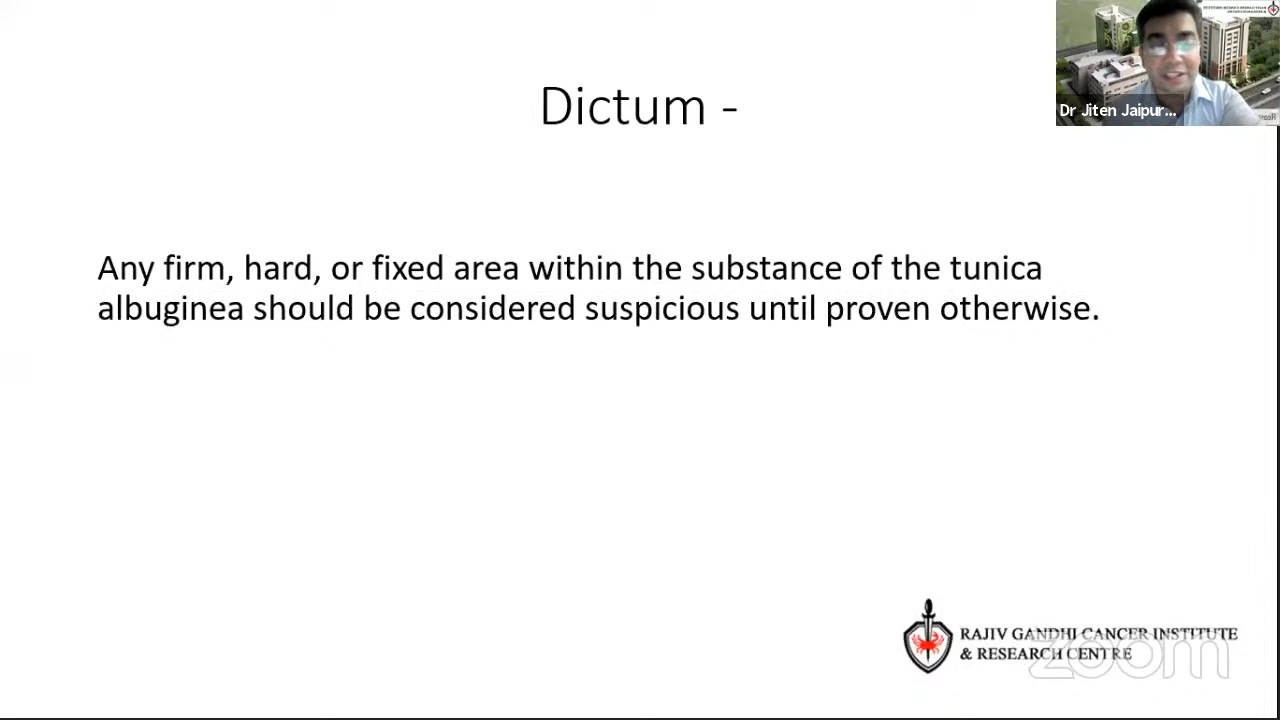 Dictum -
Dr Jiten Jaipur...
Any firm, hard, or fixed area within the substance of the tunica
albuginea should be considered suspicious until proven otherwise.
RAJIV GANDHI CANCER INSTITUTE
& RESEARCH CENTRE
zoom